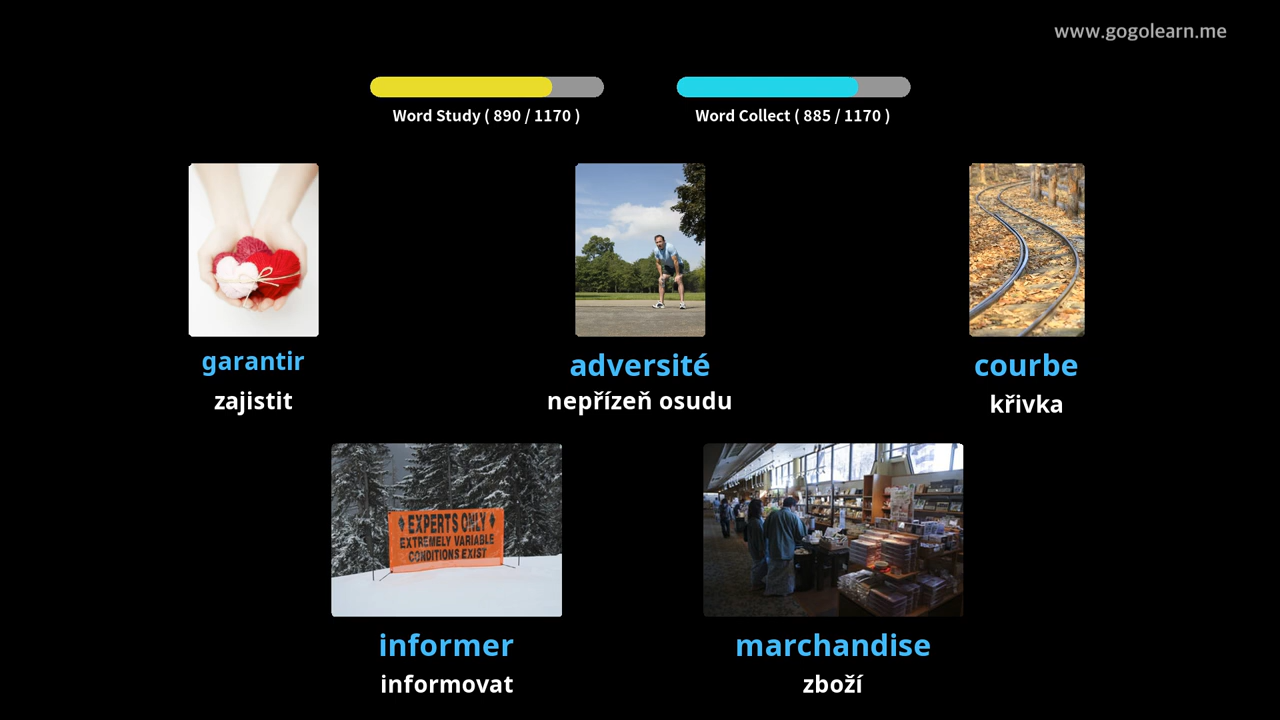 www.gogolearn.me
Word Study ( 890 / 1170 )
Word Collect ( 885 / 1170 )
garantir
zajistit
adversité
nepřízeň osudu
courbe
křivka
EXPERTS ONLY
EXTREMELY VARIABLE
CONDITIONS EXIST
informer
informovat
marchandise
zboží